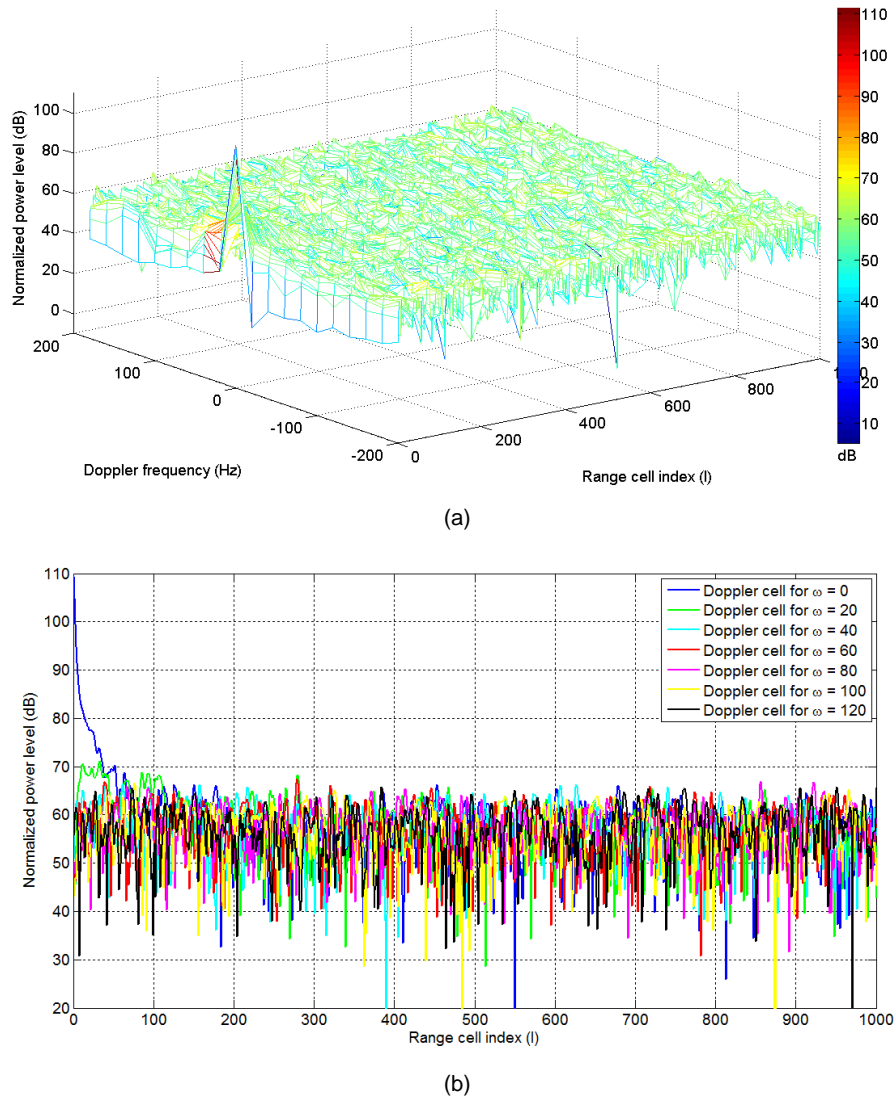 110
100
90
80
70
60
50
40
30
20
10
dB
Normalized power level (dB)
100
80
60
40
20
0
200
100
0
-100
-200
Doppler frequency (Hz)
0
200
400
600
800
Range cell index (l)
(a)
Normalized power level (dB)
110
100
90
80
70
60
50
40
30
20
Doppler cell for ω = 0
Doppler cell for ω = 20
Doppler cell for ω = 40
Doppler cell for ω = 60
Doppler cell for ω = 80
Doppler cell for ω = 100
Doppler cell for ω = 120
0 100 200 300 400 500 600 700 800 900 1000
Range cell index (l)
(b)